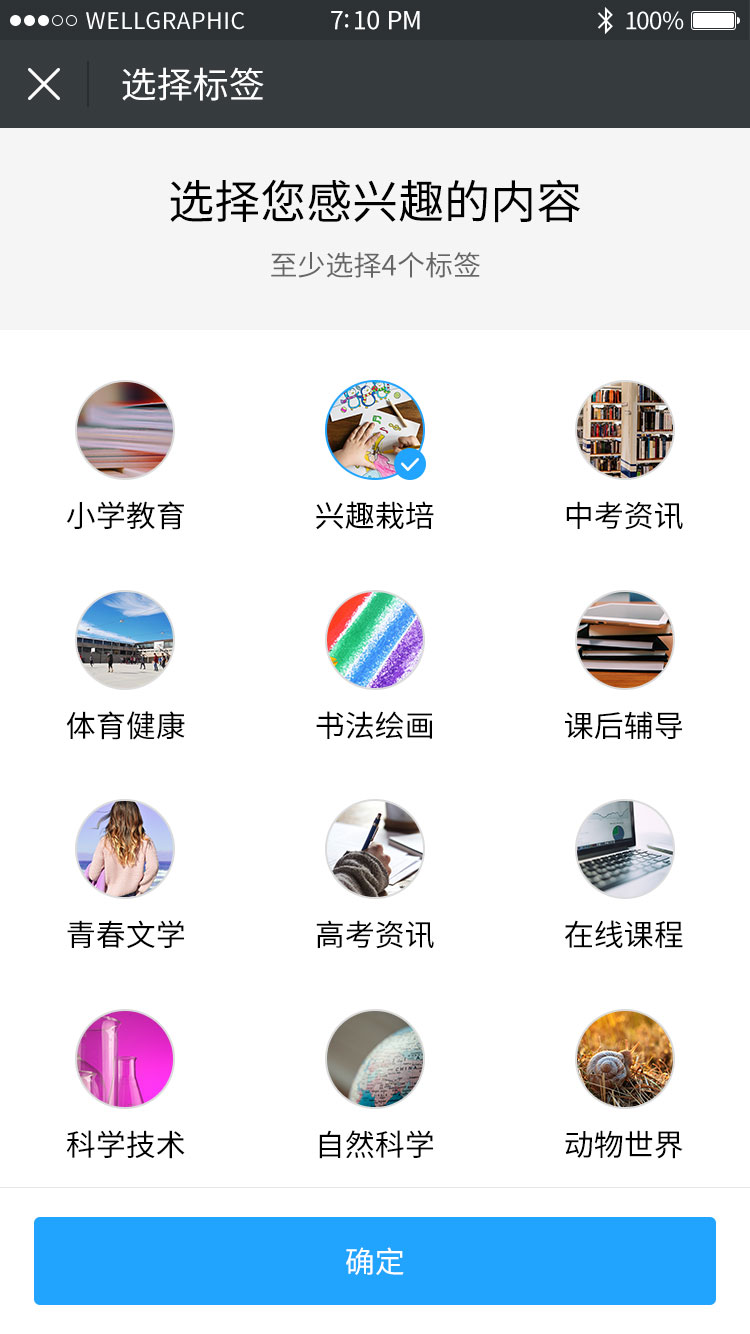 WELLGRAPHIC 7:10 PM 100%
选择标签
选择您感兴趣的内容
至少选择4个标签
小学教育 兴趣栽培 中考资讯
体育健康 书法绘画 课后辅导
青春文学 高考资讯 在线课程
CHINA
科学技术 自然科学 动物世界
确定